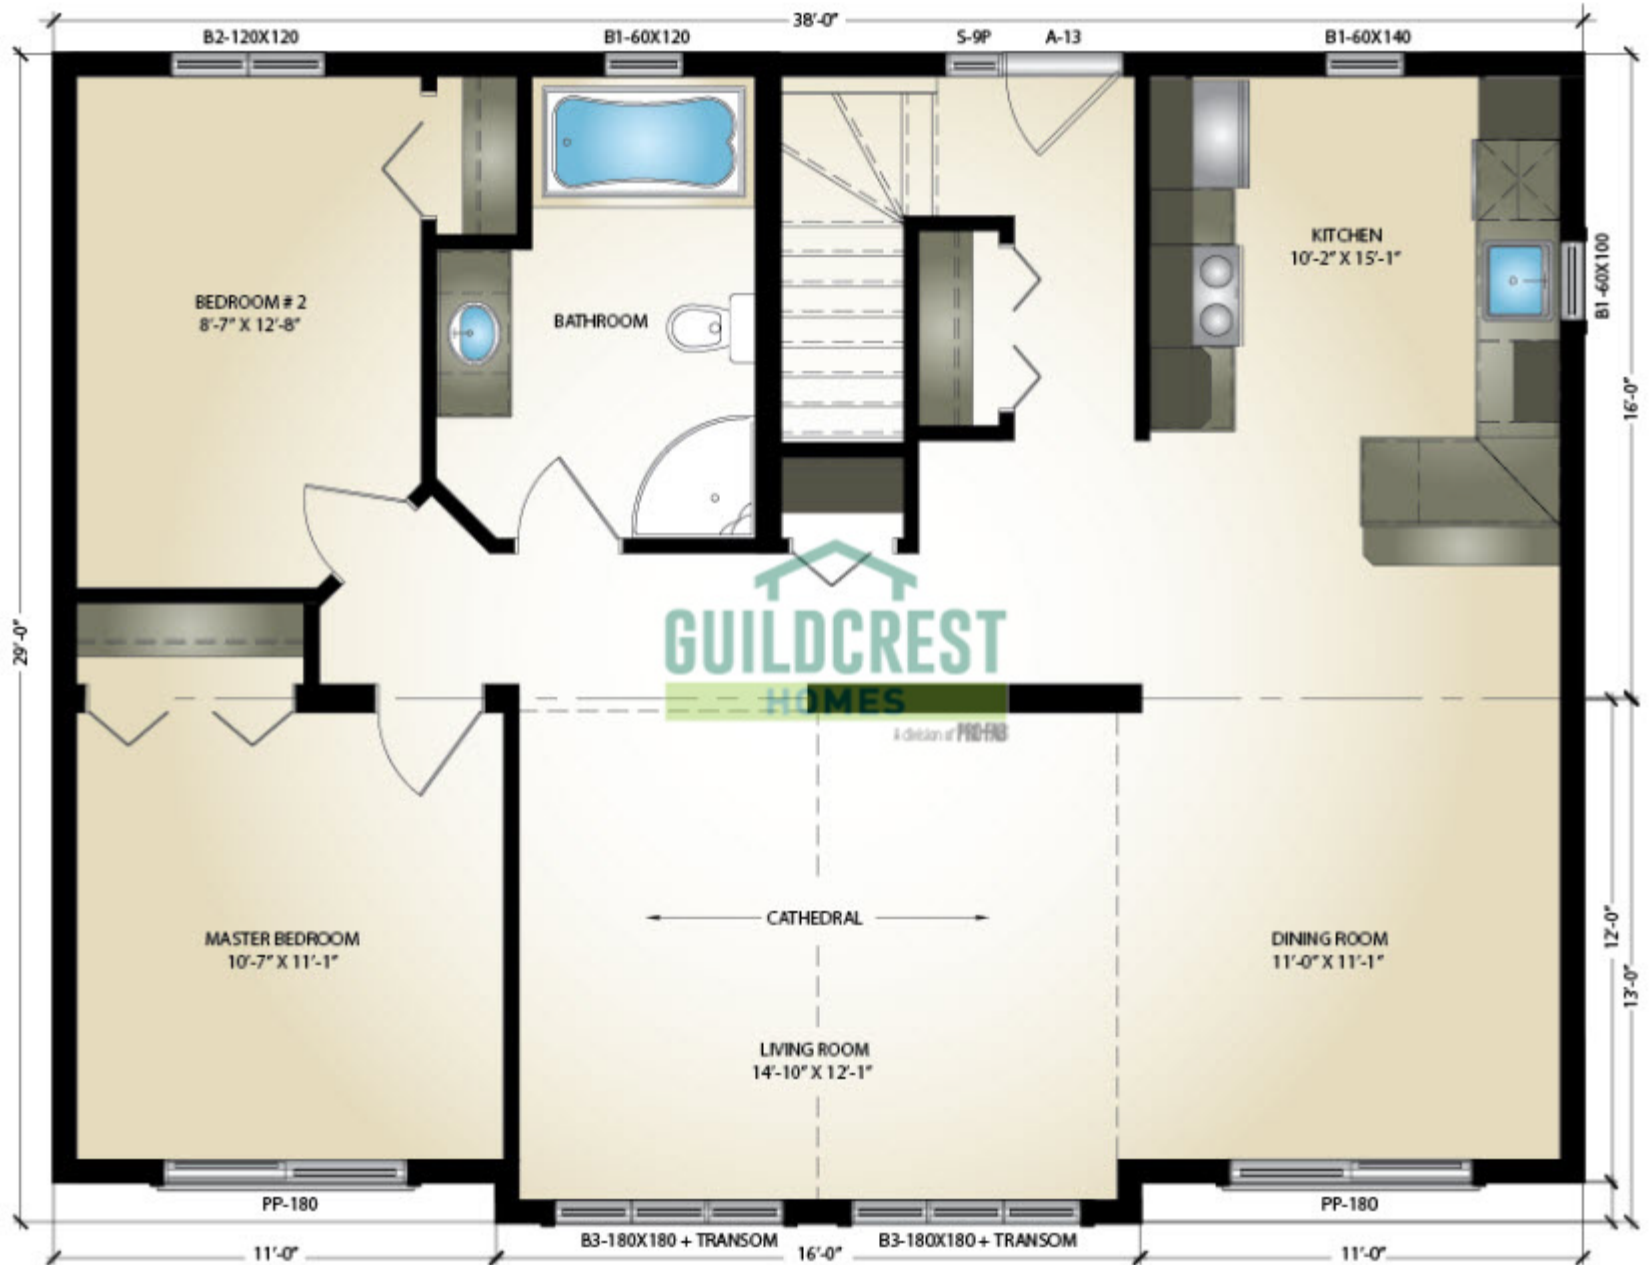 38'-0"
B2-120X120
B1-60X120
S-9P
A-13
B1-60X140
KITCHEN
10'-2" X 15'-1"
B1-60X100
BEDROOM # 2
8'-7" X 12'-8"
BATHROOM
16'-0"
29'-0"
GUILDCREST
HOMES
A division of PRO-FAB
CATHEDRAL
MASTER BEDROOM
10'-7" X 11'-1"
DINING ROOM
11'-0" X 11'-1"
12'-0"
13'-0"
LIVING ROOM
14'-10" X 12'-1"
PP-180
PP-180
B3-180X180 + TRANSOM
B3-180X180 + TRANSOM
11'-0"
16'-0"
11'-0"